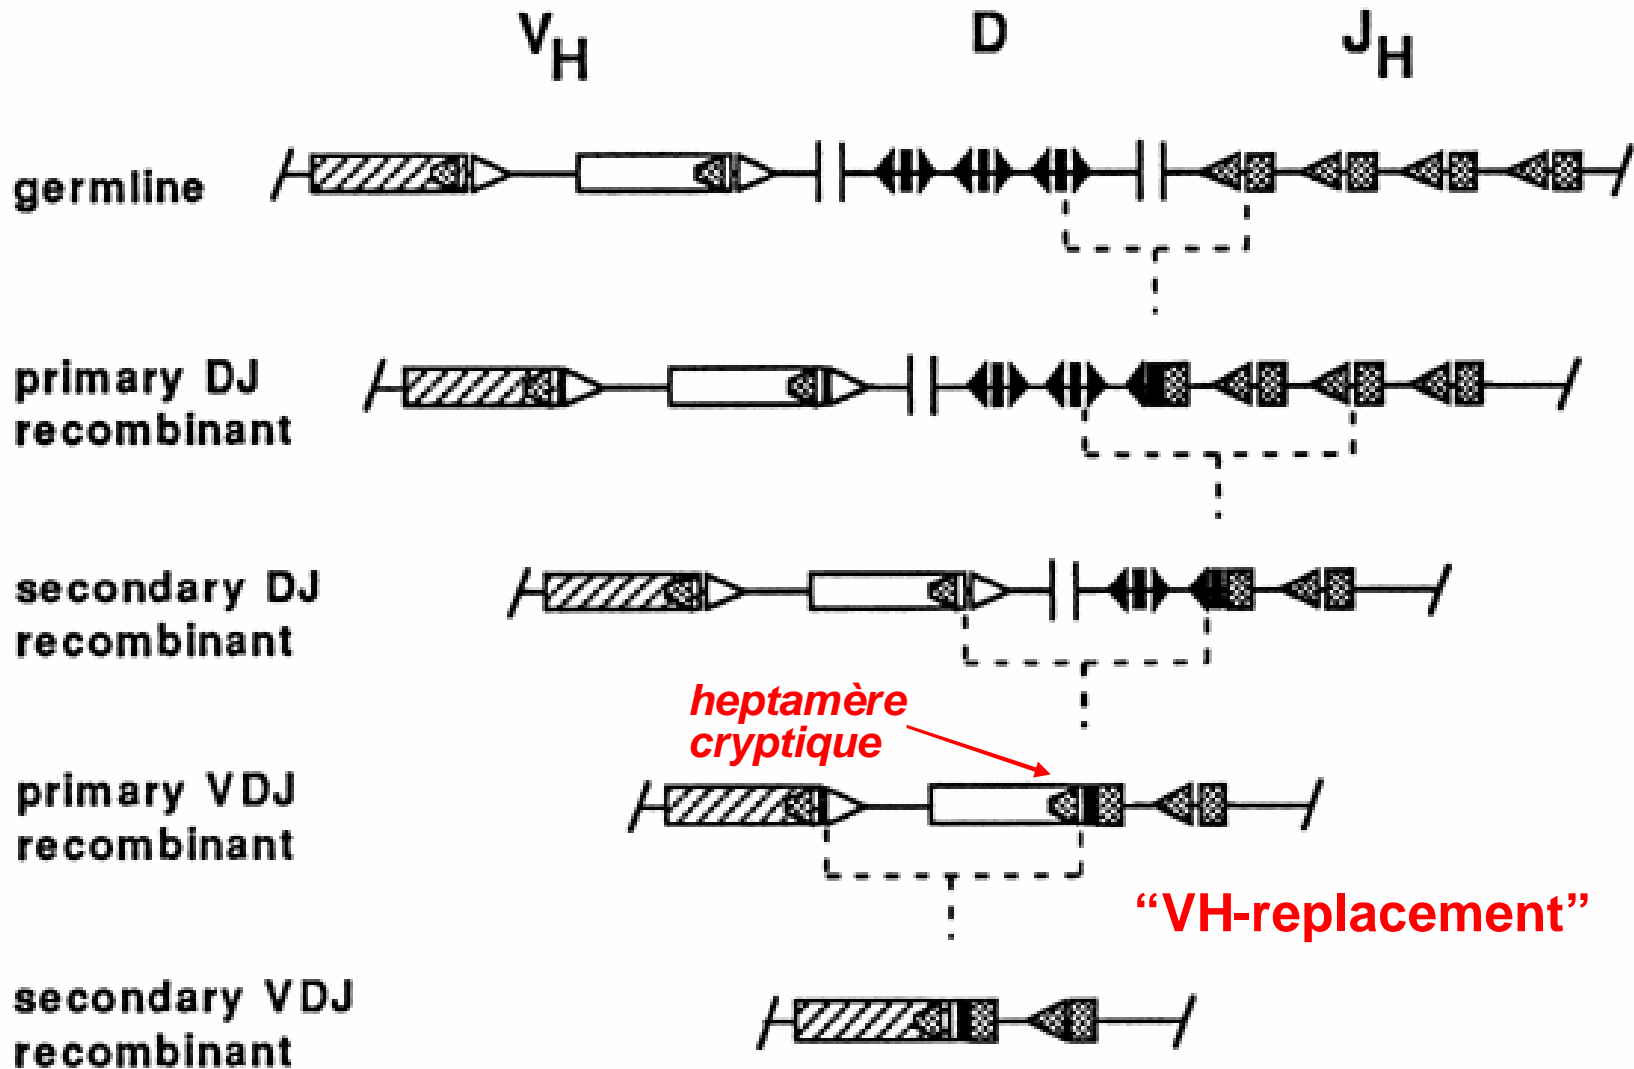 VH D JH
germline
primary DJ
recombinant
secondary DJ
recombinant
heptamère
cryptique
primary VDJ
recombinant
“VH-replacement”
secondary VDJ
recombinant